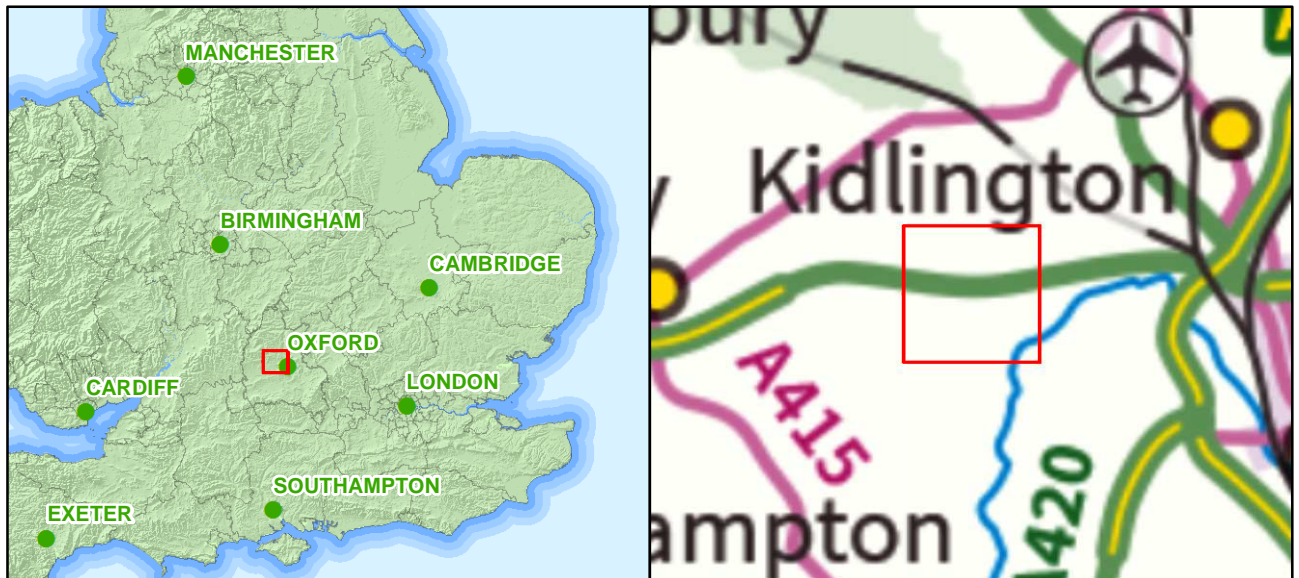 MANCHESTER
BIRMINGHAM
CAMBRIDGE
OXFORD
CARDIFF
LONDON
SOUTHAMPTON
EXETER
bury
Kidlington
y
A415
ampton
A420